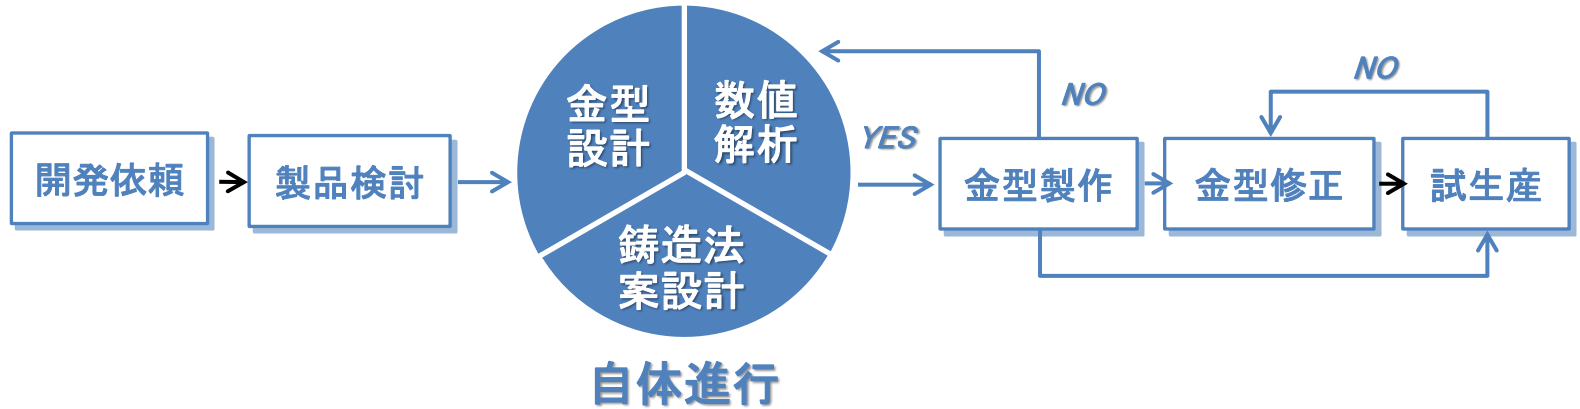 開発依頼
製品検討
金型
設計
数値
解析
鋳造法
案設計
自体進行
YES
NO
金型製作
金型修正
NO
試生産